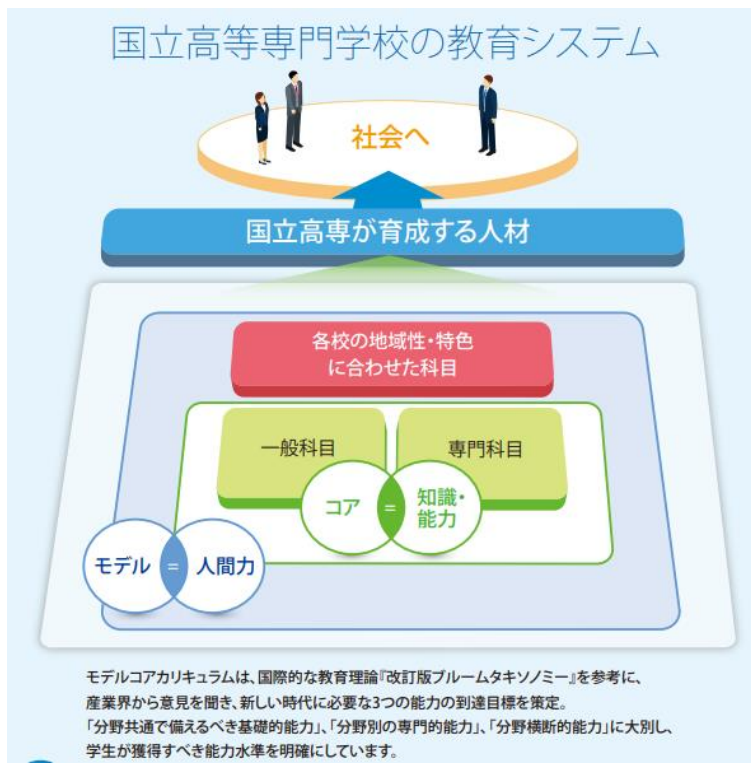 国立高等専門学校の教育システム
社会へ
国立高専が育成する人材
各校の地域性・特色
に合わせた科目
一般科目
専門科目
コア
=
知識・
能力
モデル
=
人間力
モデルコアカリキュラムは、国際的な教育理論『改訂版ブルームタキソノミー』を参考に、
産業界から意見を聞き、新しい時代に必要な3つの能力の到達目標を策定。
「分野共通で備えるべき基礎的能力」、「分野別の専門的能力」、「分野横断的能力」に大別し、
学生が獲得すべき能力水準を明確にしています。